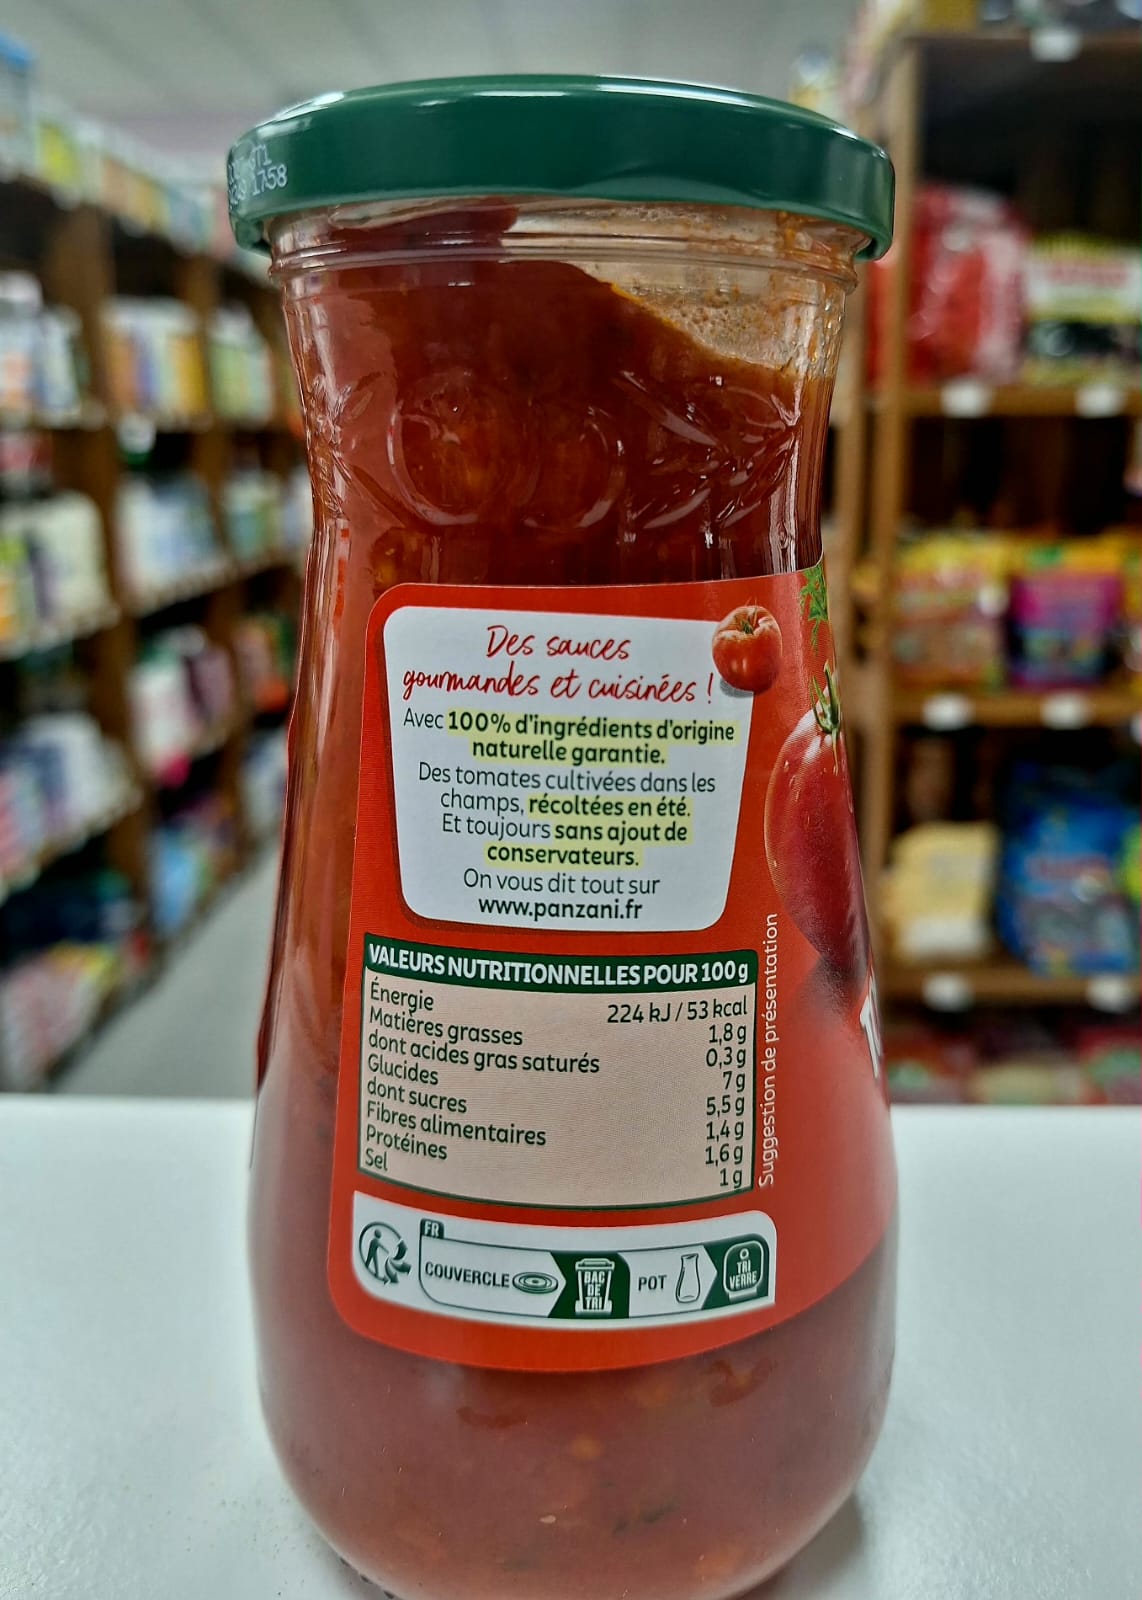 1758
Des sauces
gourmandes et cuisinées !
Avec 100% d'ingrédients d'origine
naturelle garantie.
Des tomates cultivées dans les
champs, récoltées en été.
Et toujours sans ajout de
conservateurs.
On vous dit tout sur
www.panzani.fr
VALEURS NUTRITIONNELLES POUR 100 g
Énergie 224 kJ / 53 kcal
Matières grasses 1,8 g
dont acides gras saturés 0,3 g
Glucides 7 g
dont sucres 5,5 g
Fibres alimentaires 1,4 g
Protéines 1,6 g
Sel 1 g
Suggestion de présentation
FR
COUVERCLE
BAC
DE
TRI
POT
TRI
VERRE